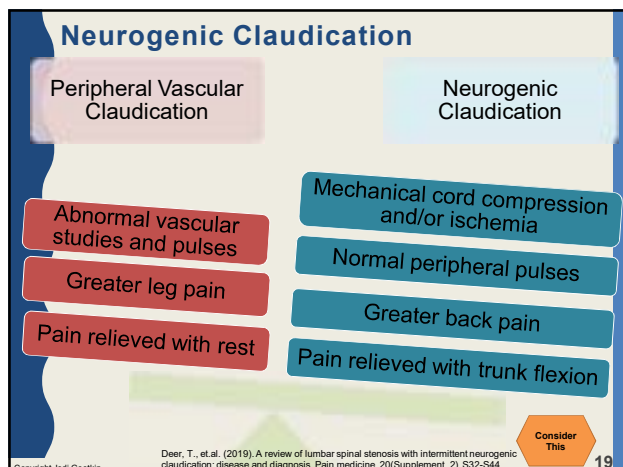 Neurogenic Claudication
Peripheral Vascular
Claudication
Neurogenic
Claudication
Abnormal vascular
studies and pulses
Greater leg pain
Pain relieved with rest
Mechanical cord compression
and/or ischemia
Normal peripheral pulses
Greater back pain
Pain relieved with trunk flexion
Consider
This
Deer, T., et.al. (2019). A review of lumbar spinal stenosis with intermittent neurogenic
claudication: disease and diagnosis. Pain medicine, 20(Supplement_2), S32-S44
19